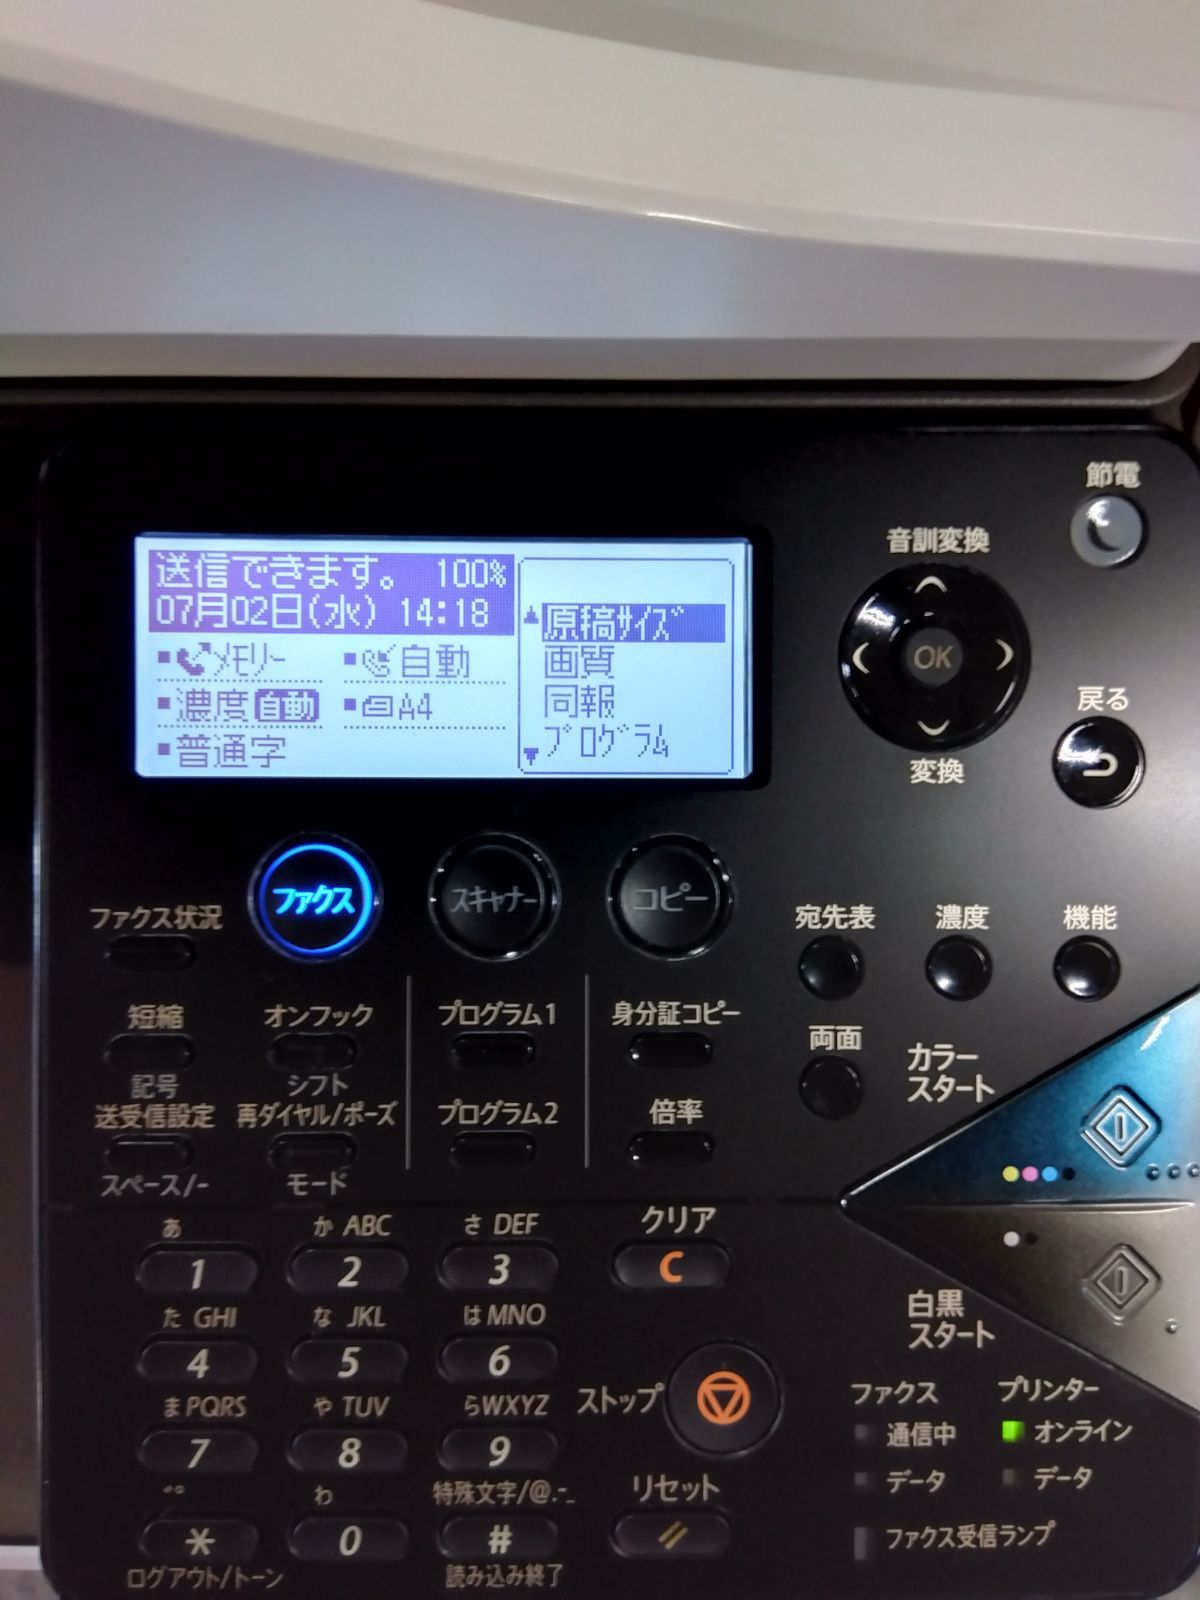 節電
音訓変換
送信できます。 100%
07月02日(水) 14:18
メモリー 自動
濃度 自動 A4
普通字
原稿サイズ
画質
同報
プログラム
OK
変換
戻る
ファクス スキャナー コピー
ファクス状況
宛先表 濃度 機能
短縮 オンフック プログラム1 身分証コピー
両面
カラー
スタート
記号 シフト
送受信設定 再ダイヤル/ポーズ プログラム2 倍率
スペース/- モード
あ か ABC さ DEF クリア
1 2 3 C
た GHI な JKL は MNO
4 5 6
白黒
スタート
ま PQRS や TUV ら WXYZ ストップ
7 8 9
ファクス プリンター
通信中 オンライン
データ データ
゛゜ わ 特殊文字/@.-_ リセット
* 0 #
ファクス受信ランプ
ログアウト/トーン 読み込み終了